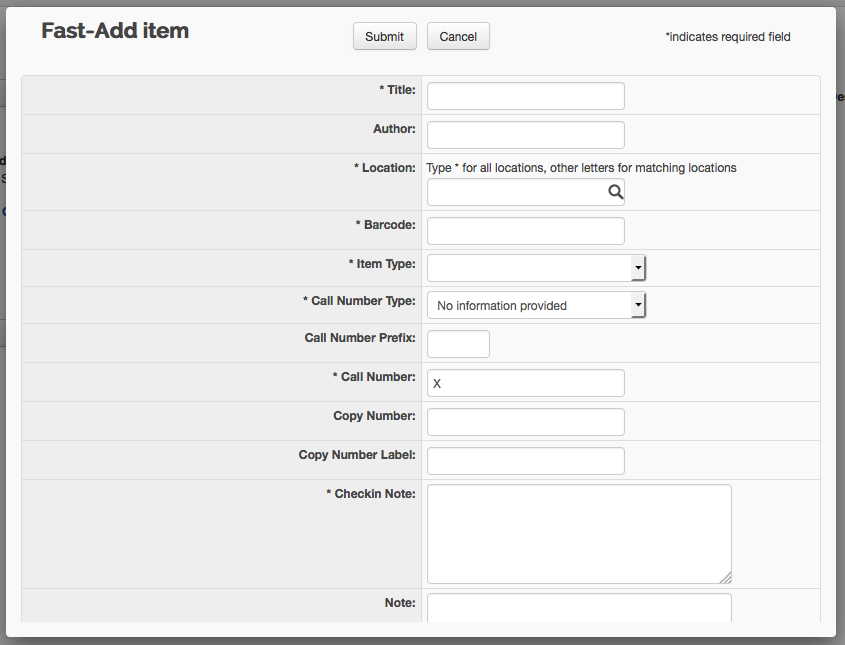 Fast-Add item
Submit
Cancel
*indicates required field
* Title:
Author:
* Location: Type * for all locations, other letters for matching locations
* Barcode:
* Item Type:
* Call Number Type: No information provided
Call Number Prefix:
* Call Number: X
Copy Number:
Copy Number Label:
* Checkin Note:
Note: